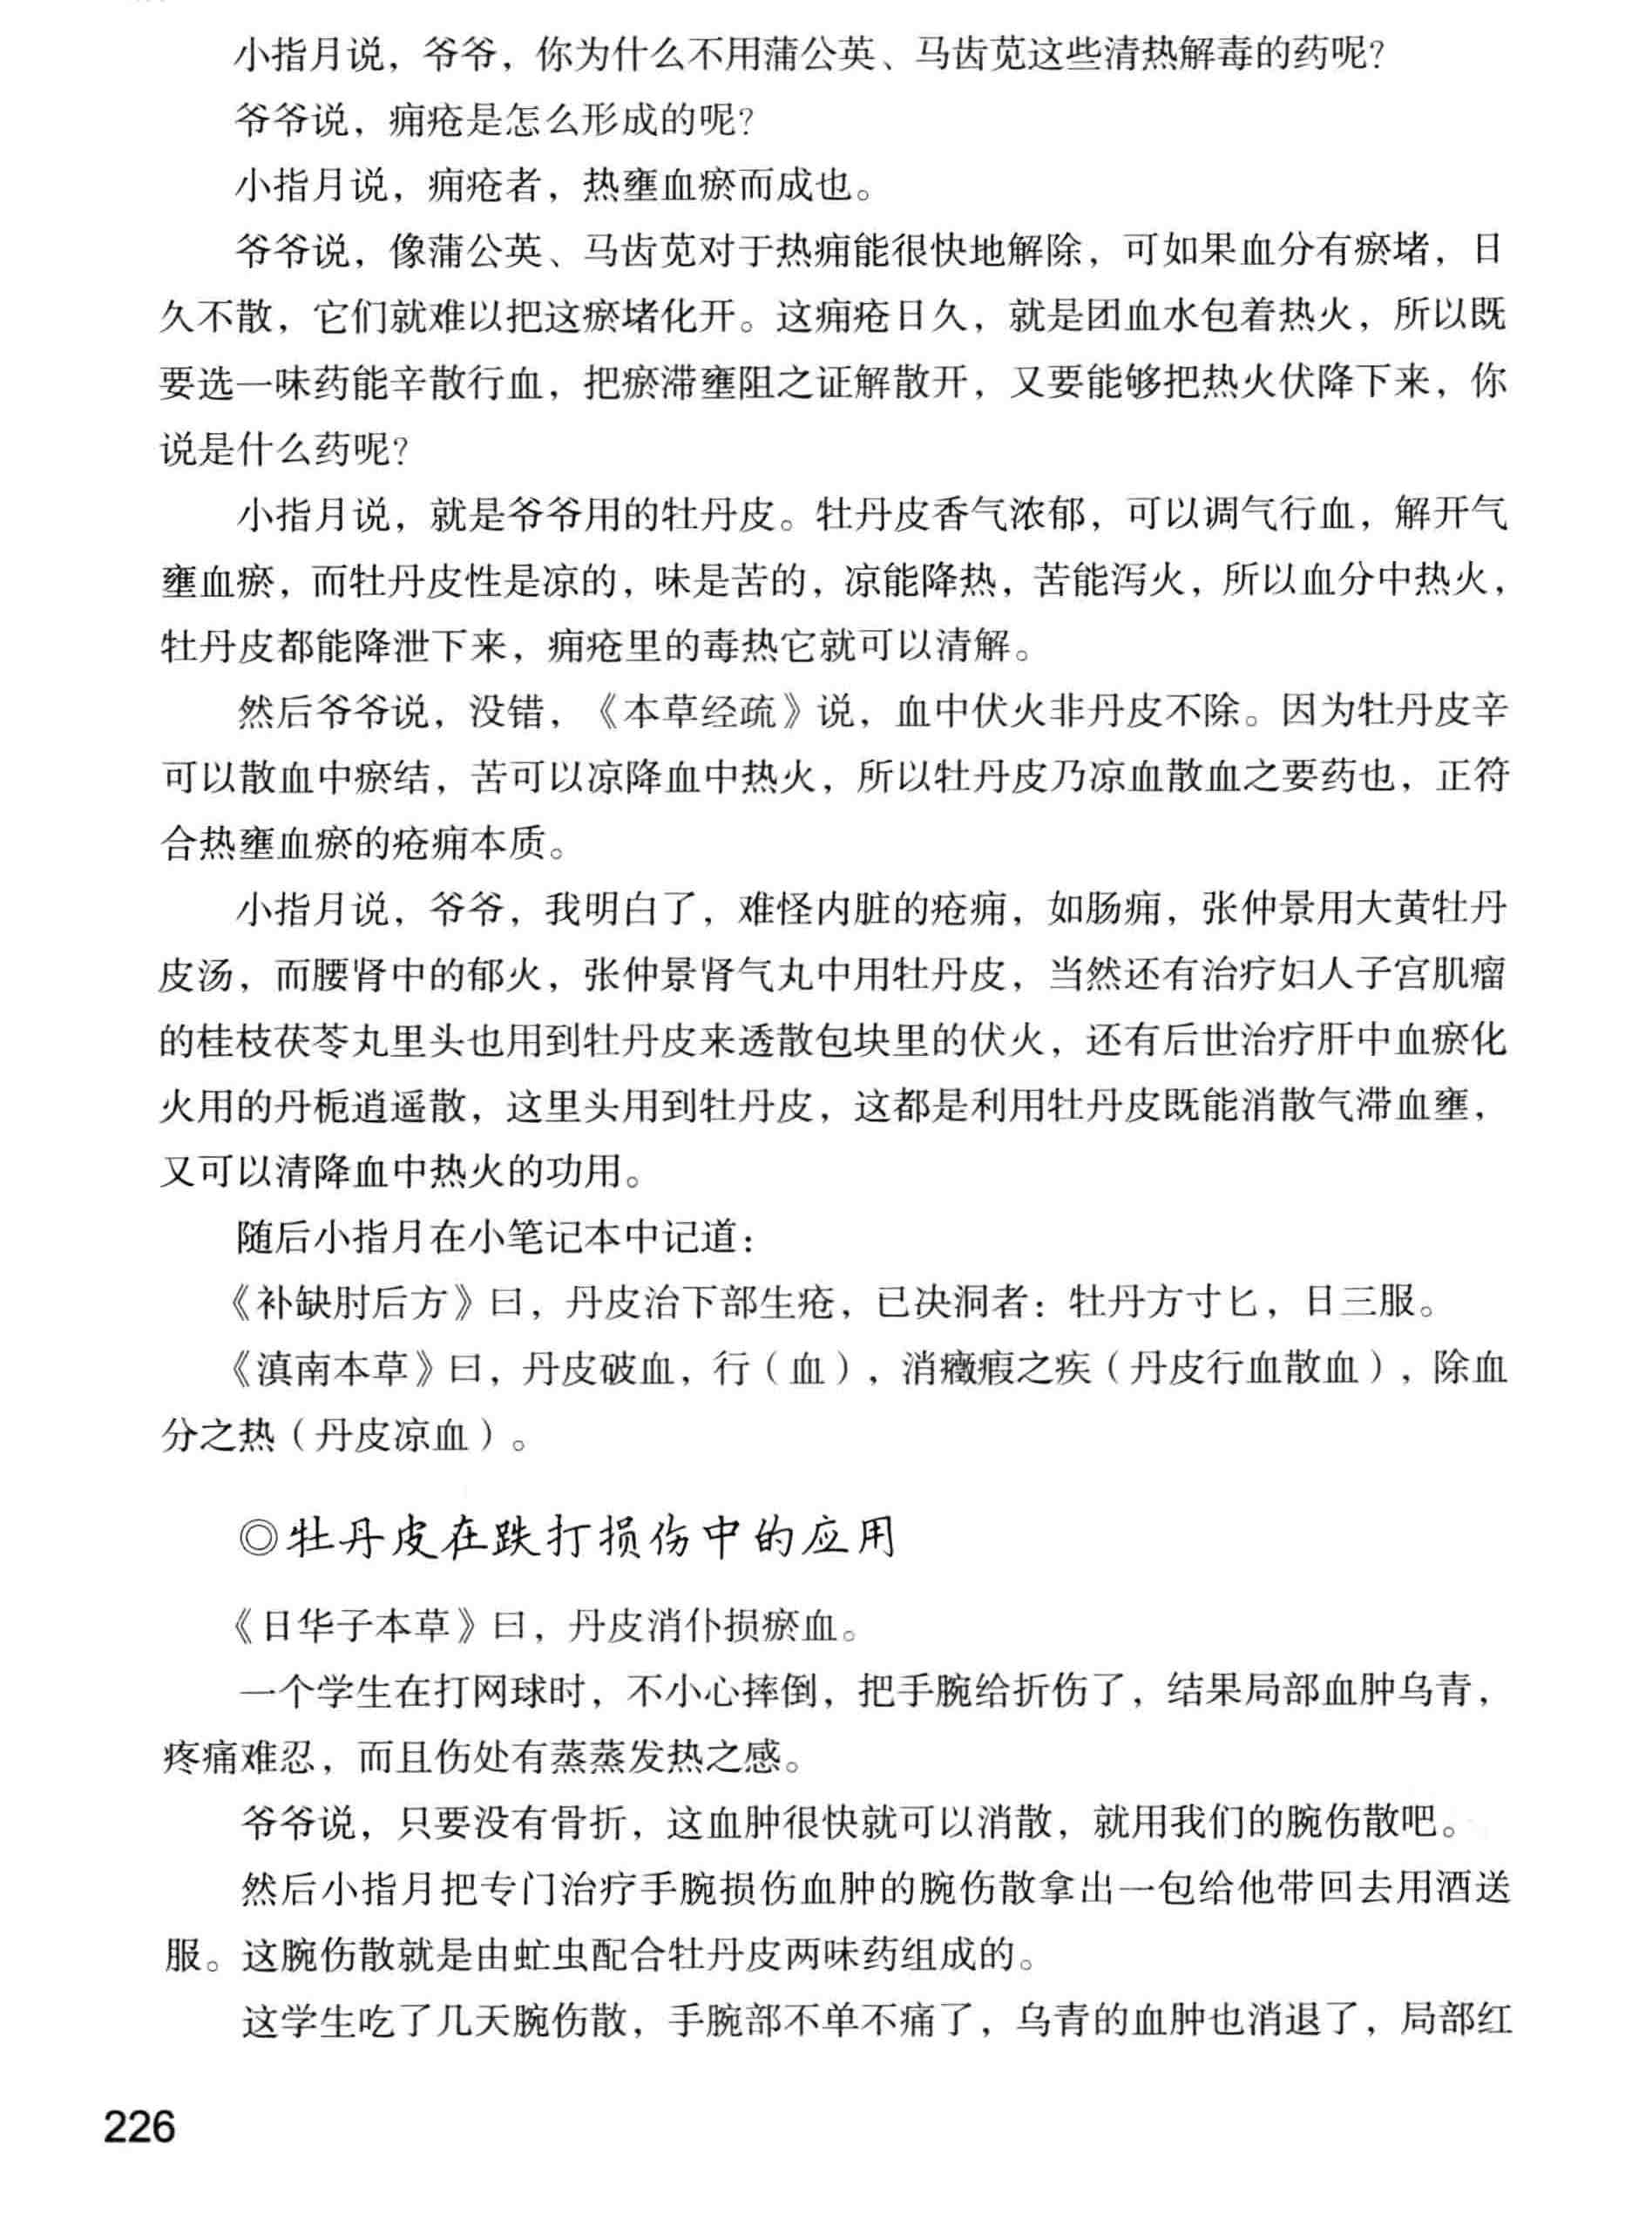 小指月说，爷爷，你为什么不用蒲公英、马齿苋这些清热解毒的药呢？
爷爷说，痈疮是怎么形成的呢？
小指月说，痈疮者，热壅血瘀而成也。
爷爷说，像蒲公英、马齿苋对于热痈能很快地解除，可如果血分有瘀堵，日
久不散，它们就难以把这瘀堵化开。这痈疮日久，就是团血水包着热火，所以既
要选一味药能辛散行血，把瘀滞壅阻之证解散开，又要能够把热火伏降下来，你
说是什么药呢？
小指月说，就是爷爷用的牡丹皮。牡丹皮香气浓郁，可以调气行血，解开气
壅血瘀，而牡丹皮性是凉的，味是苦的，凉能降热，苦能泻火，所以血分中热火，
牡丹皮都能降泄下来，痈疮里的毒热它就可以清解。
然后爷爷说，没错，《本草经疏》说，血中伏火非丹皮不除。因为牡丹皮辛
可以散血中瘀结，苦可以凉降血中热火，所以牡丹皮乃凉血散血之要药也，正符
合热壅血瘀的疮痈本质。
小指月说，爷爷，我明白了，难怪内脏的疮痈，如肠痈，张仲景用大黄牡丹
皮汤，而腰肾中的郁火，张仲景肾气丸中用牡丹皮，当然还有治疗妇人子宫肌瘤
的桂枝茯苓丸里头也用到牡丹皮来透散包块里的伏火，还有后世治疗肝中血瘀化
火用的丹栀逍遥散，这里头用到牡丹皮，这都是利用牡丹皮既能消散气滞血壅，
又可以清降血中热火的功用。
随后小指月在小笔记本中记道：
《补缺肘后方》曰，丹皮治下部生疮，已决洞者：牡丹方寸匕，日三服。
《滇南本草》曰，丹皮破血，行（血），消癥瘕之疾（丹皮行血散血），除血
分之热（丹皮凉血）。
◎牡丹皮在跌打损伤中的应用
《日华子本草》曰，丹皮消仆损瘀血。
一个学生在打网球时，不小心摔倒，把手腕给折伤了，结果局部血肿乌青，
疼痛难忍，而且伤处有蒸蒸发热之感。
爷爷说，只要没有骨折，这血肿很快就可以消散，就用我们的腕伤散吧。
然后小指月把专门治疗手腕损伤血肿的腕伤散拿出一包给他带回去用酒送
服。这腕伤散就是由虻虫配合牡丹皮两味药组成的。
这学生吃了几天腕伤散，手腕部不单不痛了，乌青的血肿也消退了，局部红
226